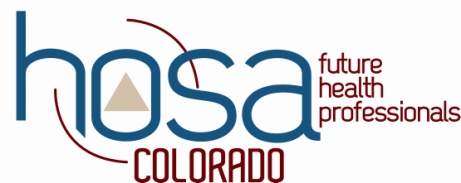 hosa
future
health
professionals
COLORADO